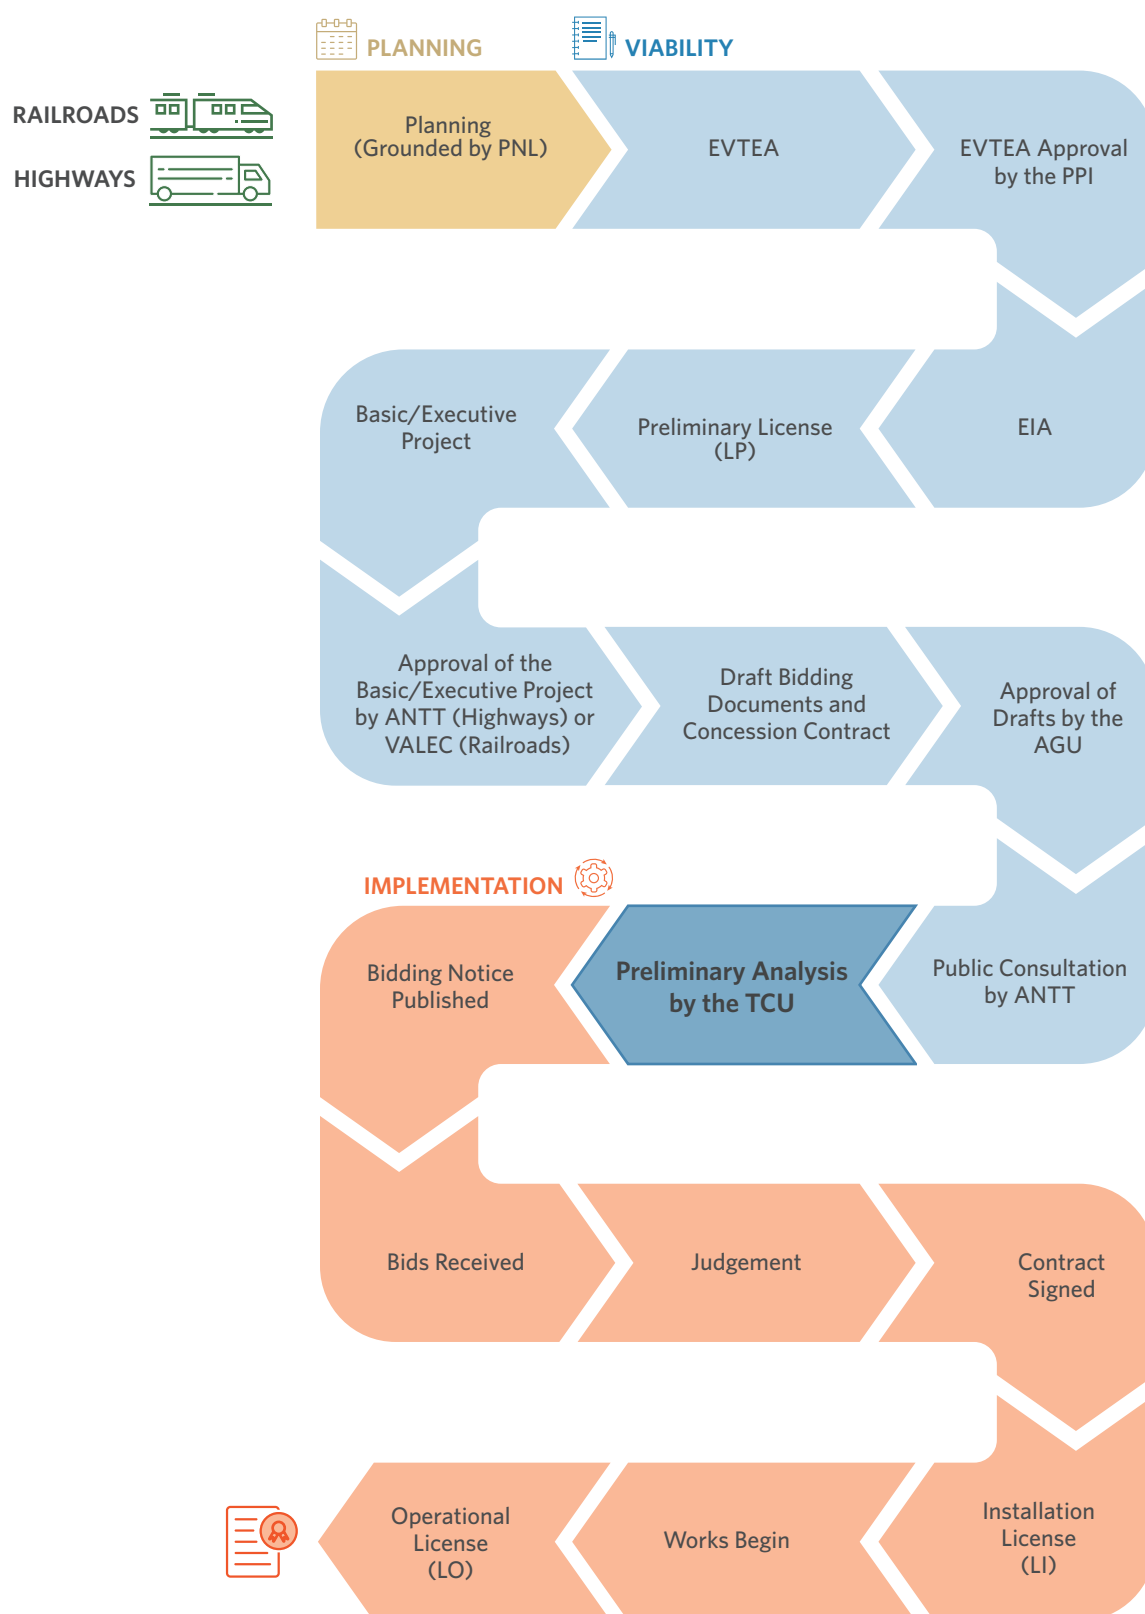 PLANNING
VIABILITY
RAILROADS
HIGHWAYS
Planning
(Grounded by PNL)
EVTEA
EVTEA Approval
by the PPI
EIA
Preliminary License
(LP)
Basic/Executive
Project
Approval of the
Basic/Executive Project
by ANTT (Highways) or
VALEC (Railroads)
Draft Bidding
Documents and
Concession Contract
Approval of
Drafts by the
AGU
Public Consultation
by ANTT
Preliminary Analysis
by the TCU
IMPLEMENTATION
Bidding Notice
Published
Bids Received
Judgement
Contract
Signed
Installation
License
(LI)
Works Begin
Operational
License
(LO)